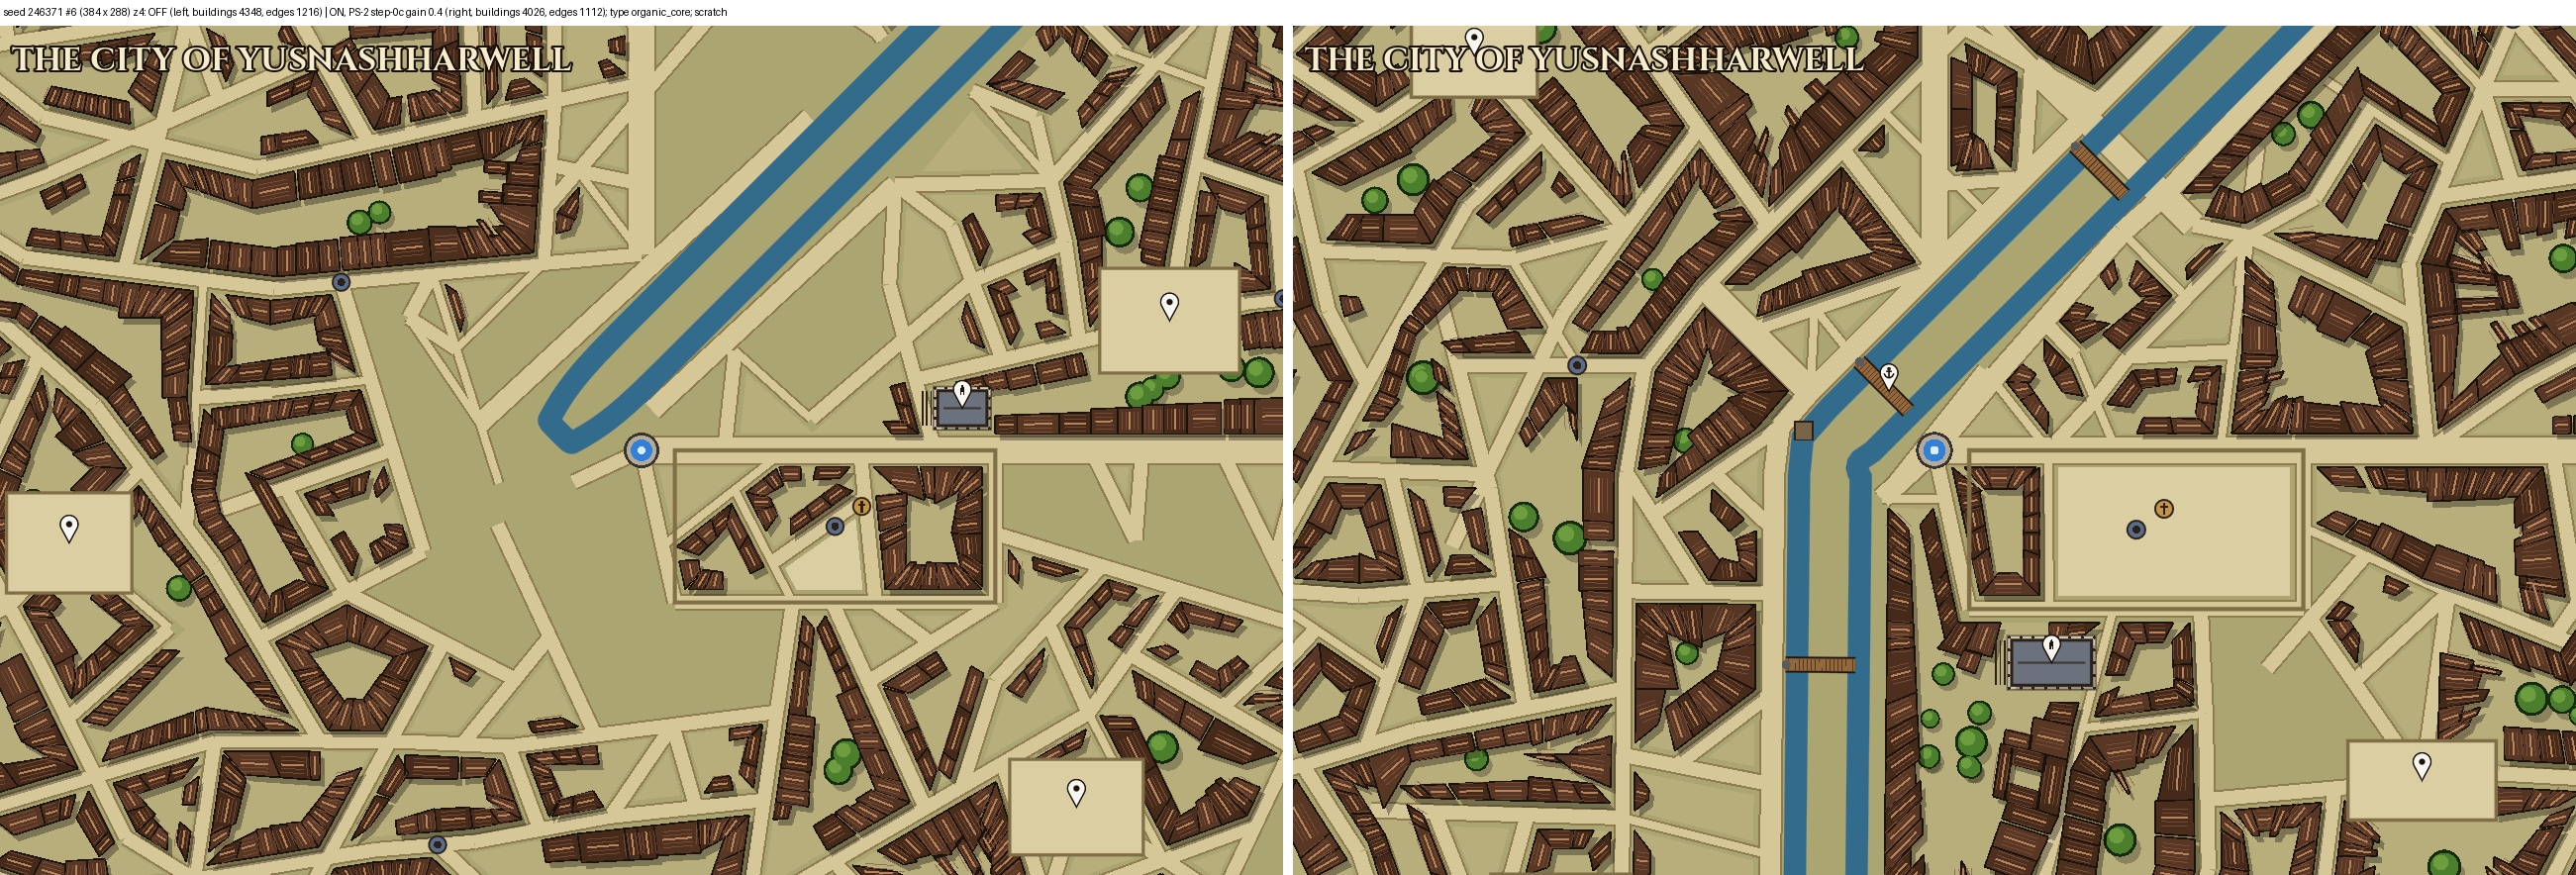 seed 246371 #6 (384 x 288) z4: OFF (left, buildings 4348, edges 1216) | ON, PS-2 step-0c gain 0.4 (right, buildings 4026, edges 1112); type organic_core; scratch
THE CITY OF YUSNASHHARWELL
THE CITY OF YUSNASHHARWELL